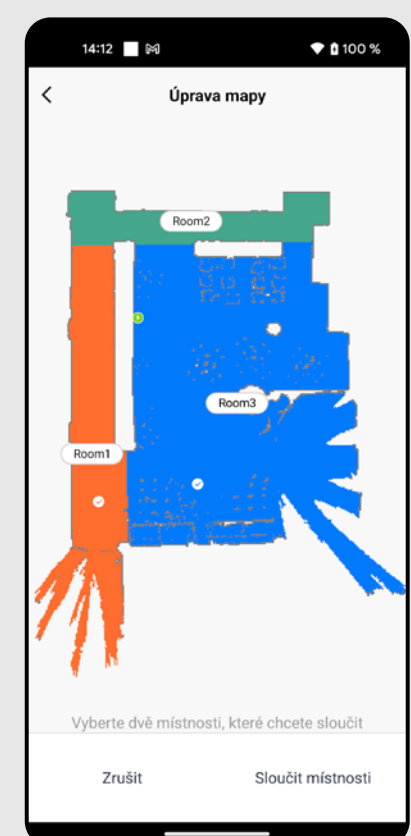 14:12
100 %
Úprava mapy
Room2
Room3
Room1
Vyberte dvě místnosti, které chcete sloučit
Zrušit
Sloučit místnosti